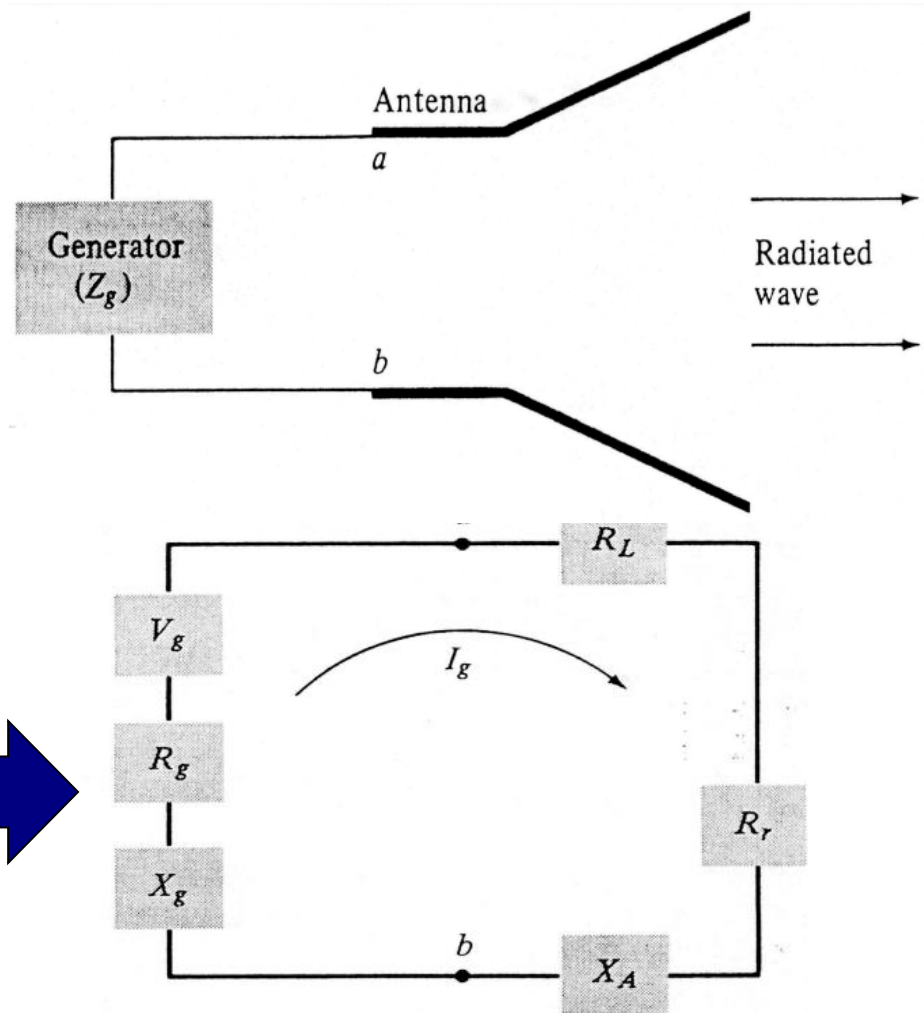 Antenna
a
Generator
(Z_g)
Radiated
wave
b
R_L
V_g
I_g
R_g
R_r
X_g
b
X_A